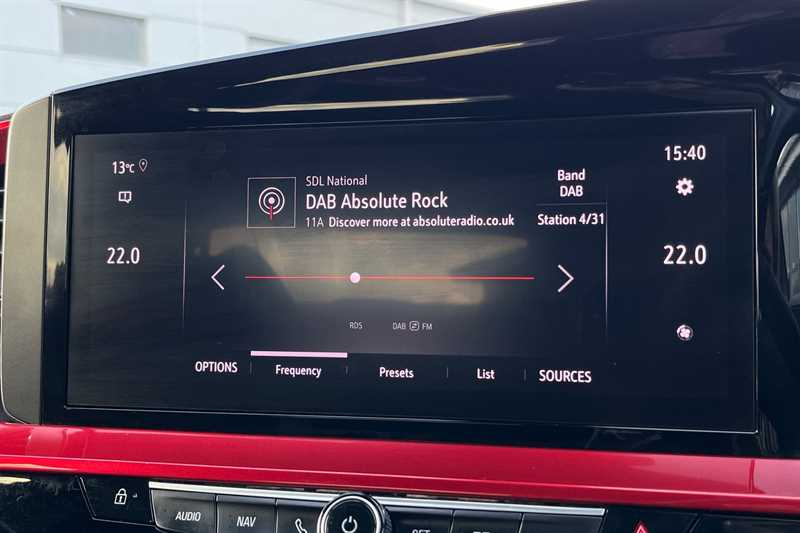 13°C
15:40
SDL National
DAB Absolute Rock
11A Discover more at absoluteradio.co.uk
Band
DAB
Station 4/31
22.0
22.0
RDS
DAB FM
OPTIONS
Frequency
Presets
List
SOURCES
AUDIO
NAV